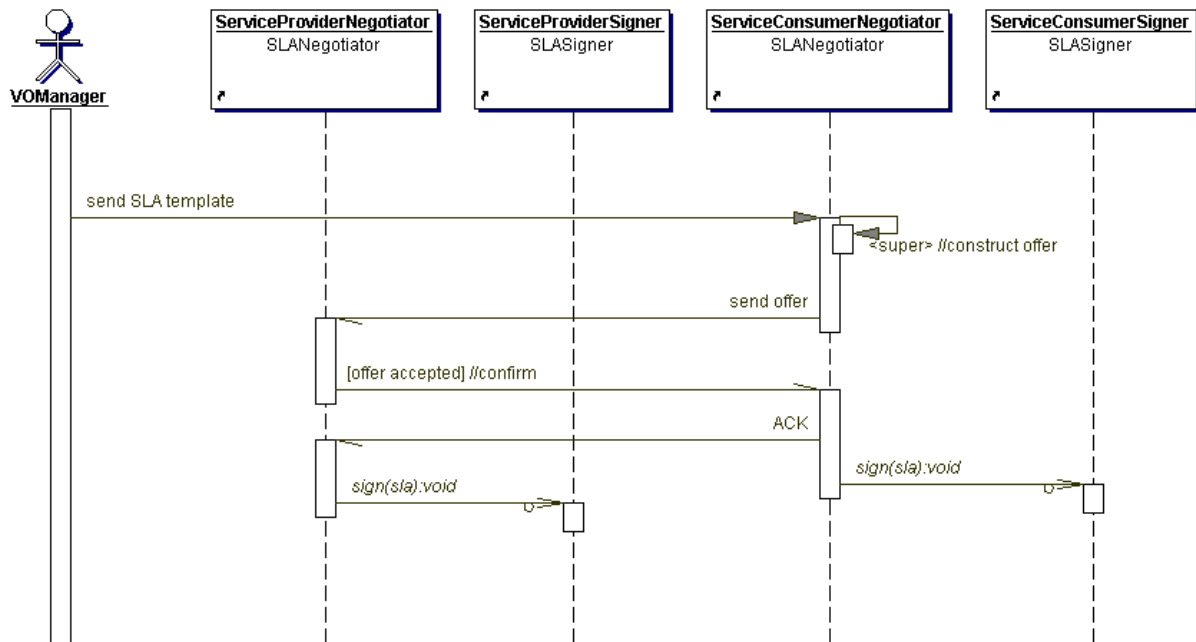 ServiceProviderNegotiator
SLANegotiator
ServiceProviderSigner
SLASigner
ServiceConsumerNegotiator
SLANegotiator
ServiceConsumerSigner
SLASigner
VOManager
send SLA template
<super> //construct offer
send offer
[offer accepted] //confirm
ACK
sign(sla):void
sign(sla):void